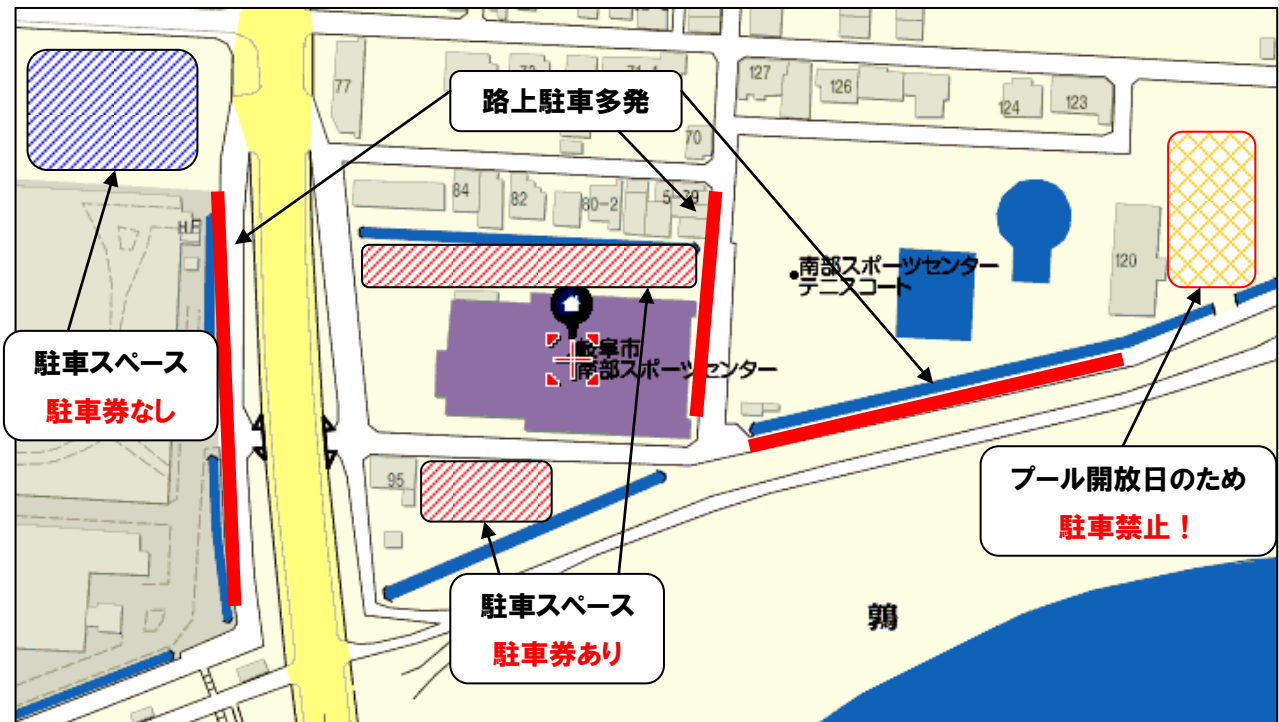 77
路上駐車多発
127
126
124
123
70
84
82
80-2
南部スポーツセンター
テニスコート
120
岐阜市
南部スポーツセンター
駐車スペース
駐車券なし
95
プール開放日のため
駐車禁止！
駐車スペース
駐車券あり
鶉